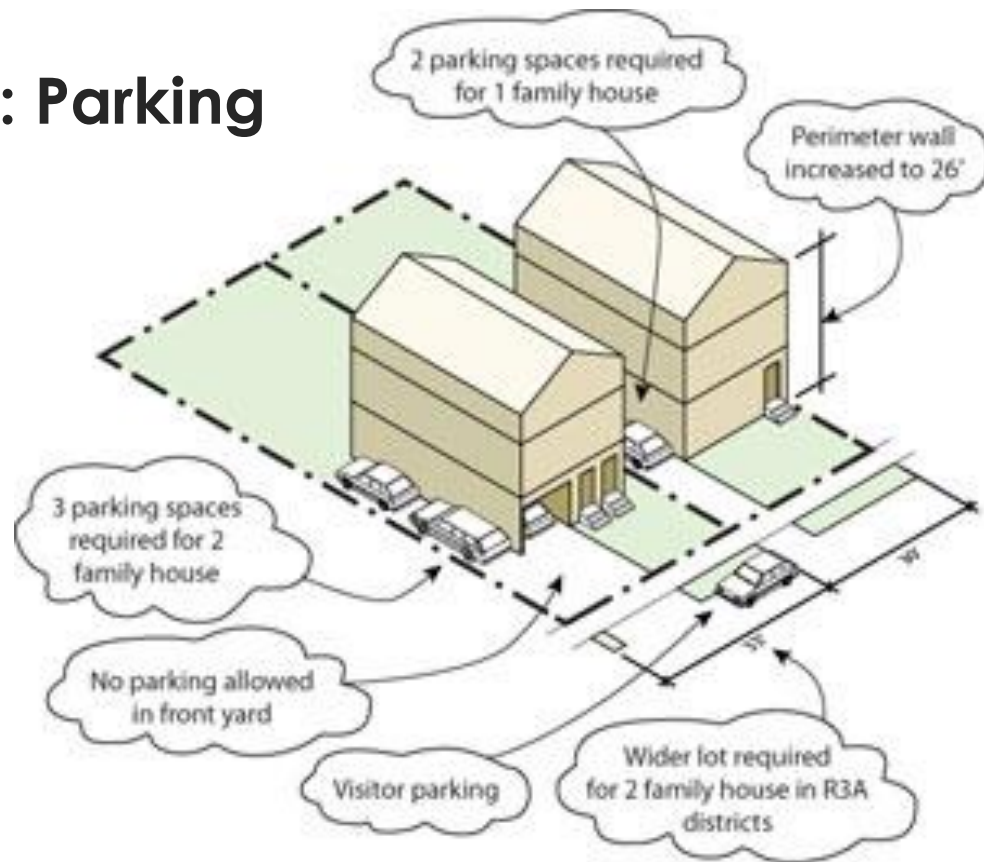 : Parking
2 parking spaces required
for 1 family house
Perimeter wall
increased to 26'
3 parking spaces
required for 2
family house
No parking allowed
in front yard
Visitor parking
Wider lot required
for 2 family house in R3A
districts